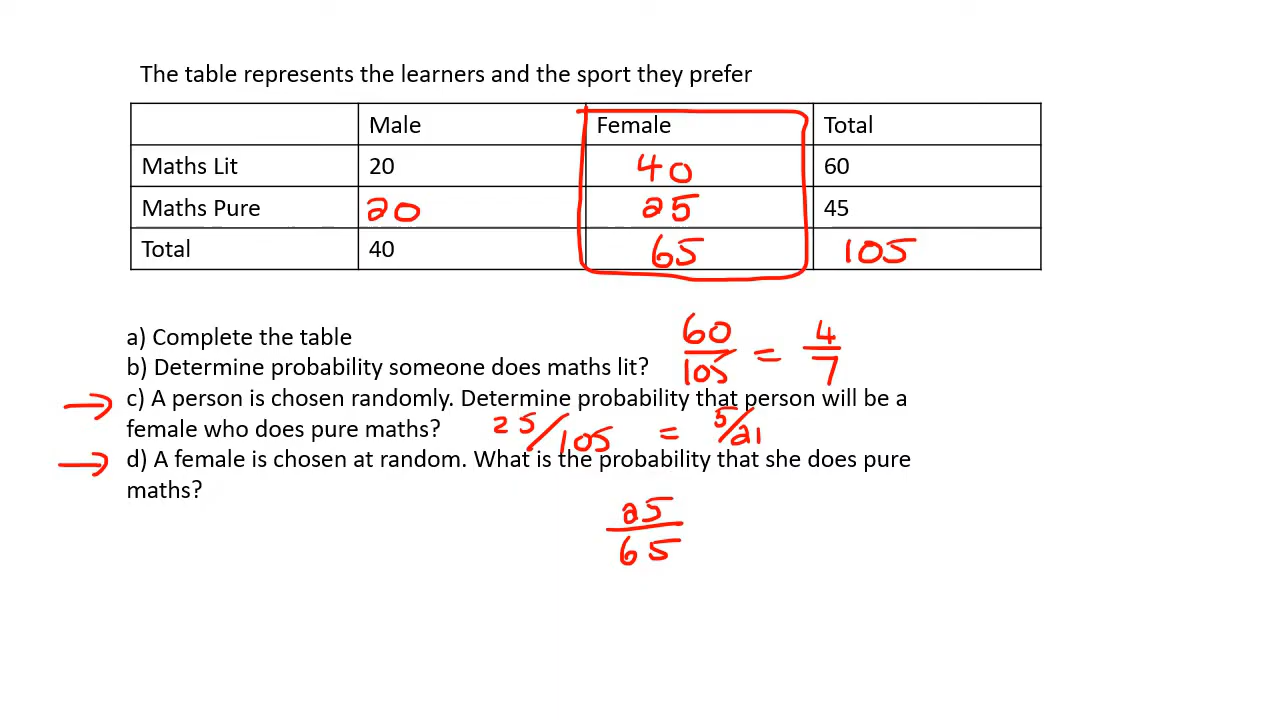 The table represents the learners and the sport they prefer
Male Female Total
Maths Lit 20 40 60
Maths Pure 20 25 45
Total 40 65 105
a) Complete the table
b) Determine probability someone does maths lit? 60/105 = 4/7
c) A person is chosen randomly. Determine probability that person will be a
female who does pure maths? 25/105 = 5/21
d) A female is chosen at random. What is the probability that she does pure
maths?
25
65